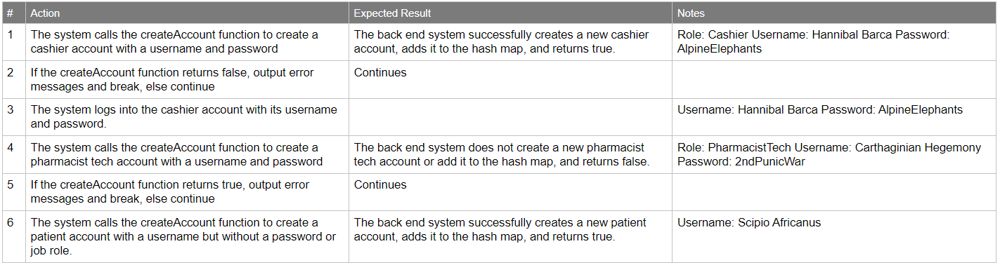 # Action Expected Result Notes
1 The system calls the createAccount function to create a The back end system successfully creates a new cashier Role: Cashier Username: Hannibal Barca Password:
cashier account with a username and password account, adds it to the hash map, and returns true. AlpineElephants
2 If the createAccount function returns false, output error Continues
messages and break, else continue
3 The system logs into the cashier account with its username Username: Hannibal Barca Password: AlpineElephants
and password.
4 The system calls the createAccount function to create a The back end system does not create a new pharmacist Role: PharmacistTech Username: Carthaginian Hegemony
pharmacist tech account with a username and password tech account or add it to the hash map, and returns false. Password: 2ndPunicWar
5 If the createAccount function returns true, output error Continues
messages and break, else continue
6 The system calls the createAccount function to create a The back end system successfully creates a new patient Username: Scipio Africanus
patient account with a username but without a password or account, adds it to the hash map, and returns true.
job role.